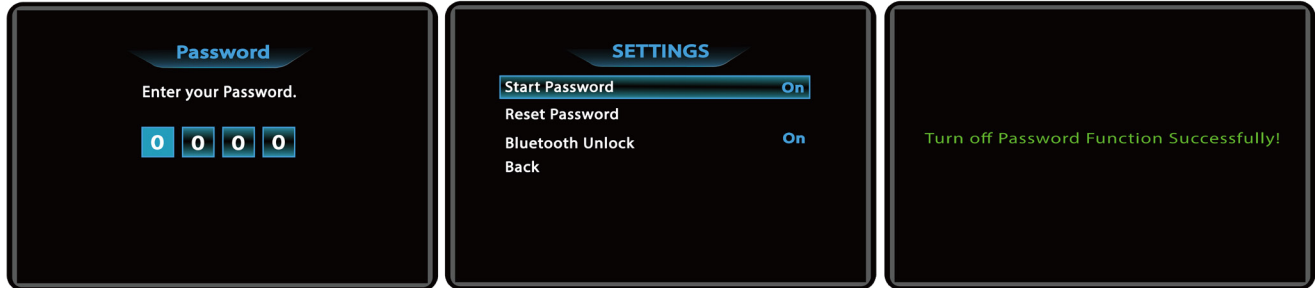 Password
Enter your Password.
0 0 0 0
SETTINGS
Start Password On
Reset Password
Bluetooth Unlock On
Back
Turn off Password Function Successfully!